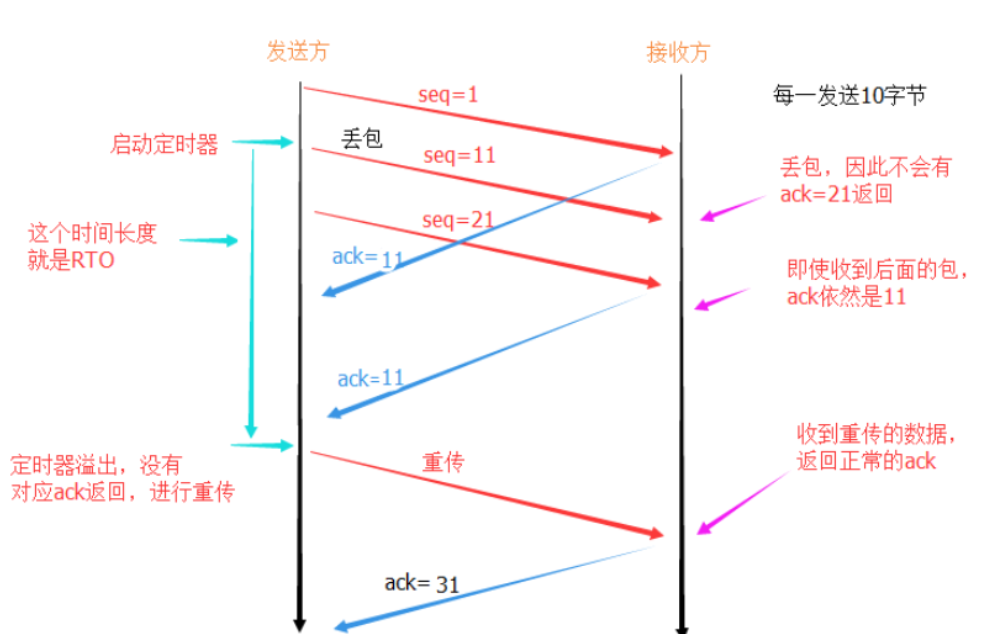 发送方
接收方
seq=1
每一发送10字节
启动定时器
丢包
seq=11
丢包，因此不会有
ack=21返回
seq=21
这个时间长度
就是RTO
ack= 11
即使收到后面的包，
ack依然是11
ack=11
收到重传的数据，
返回正常的ack
定时器溢出，没有
对应ack返回，进行重传
重传
ack= 31